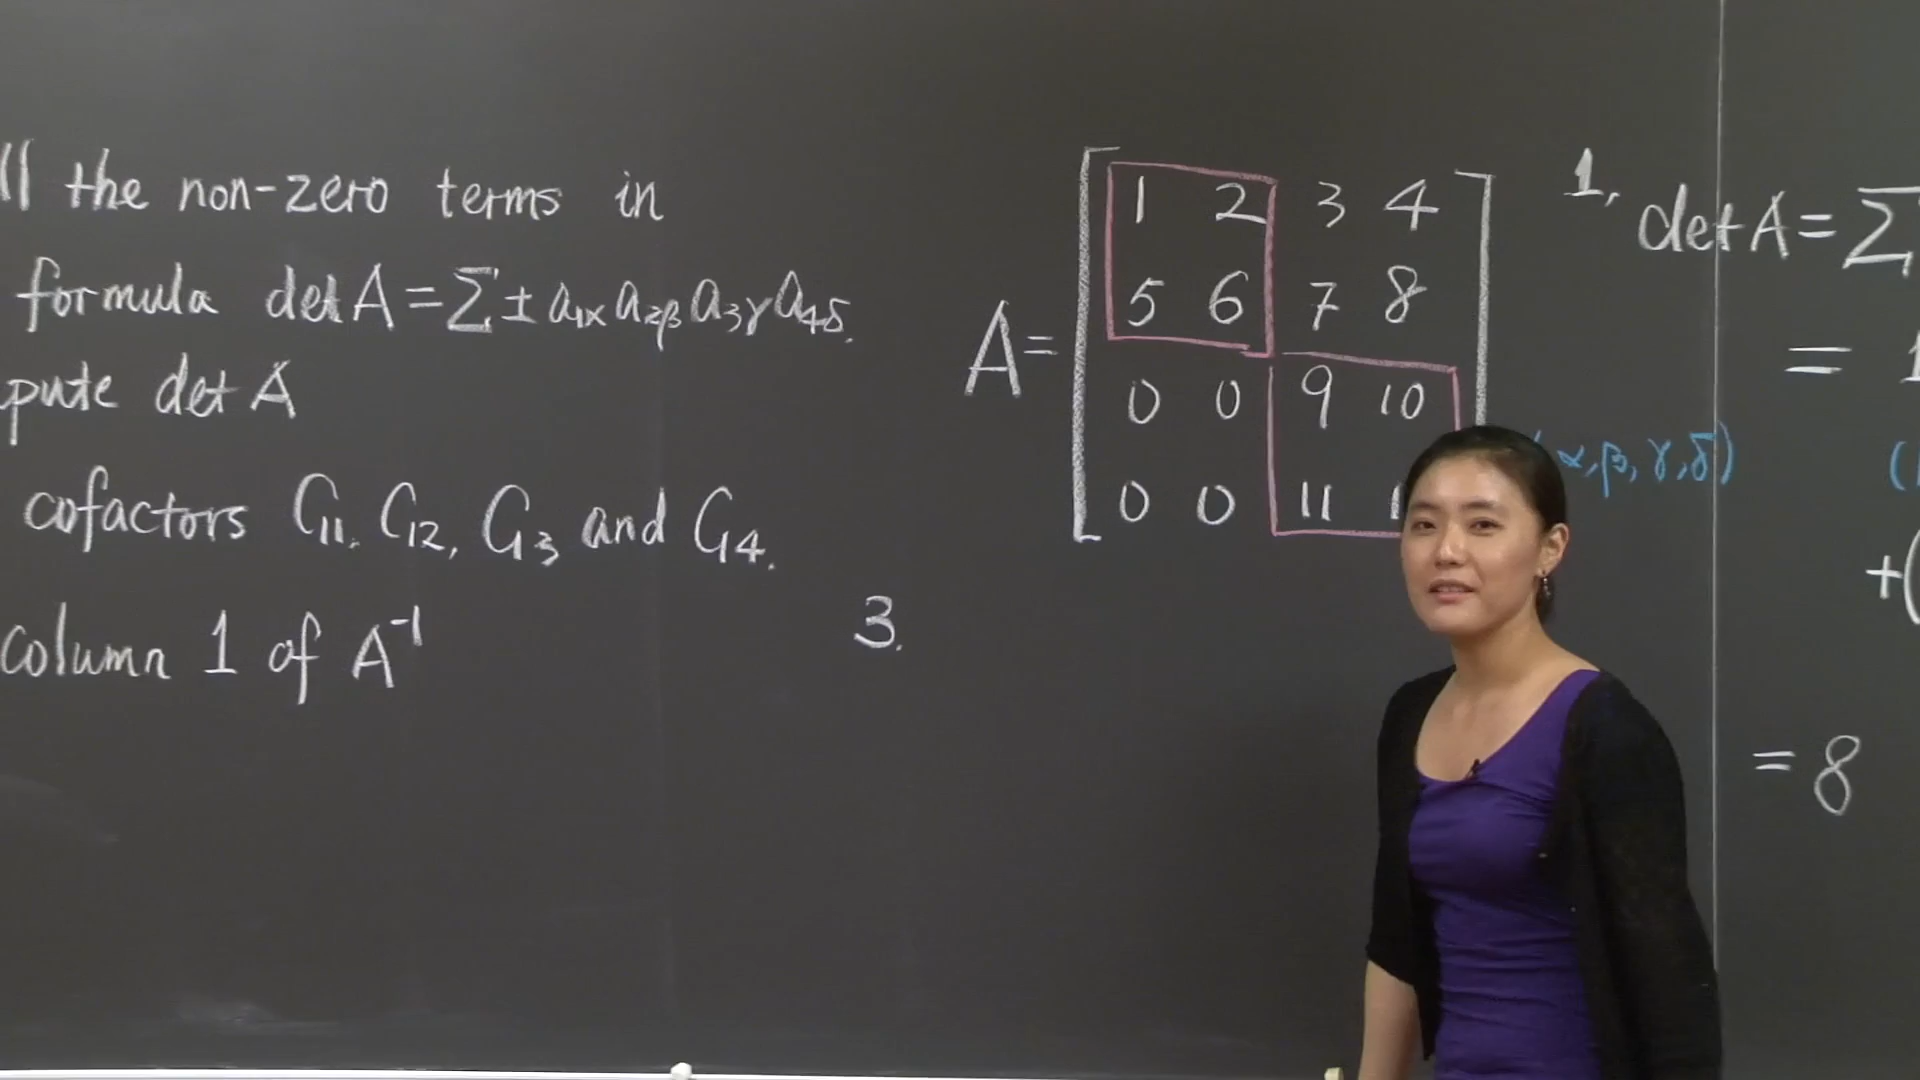 ll the non-zero terms in
formula det A = Σ ± a₁α a₂β a₃γ a₄δ.
pute det A
cofactors C₁₁, C₁₂, C₁₃ and C₁₄.
column 1 of A⁻¹
3.
A =
1 2 3 4
5 6 7 8
0 0 9 10
0 0 11
1. det A = Σ
= 1
α, β, γ, δ) (
+(
= 8